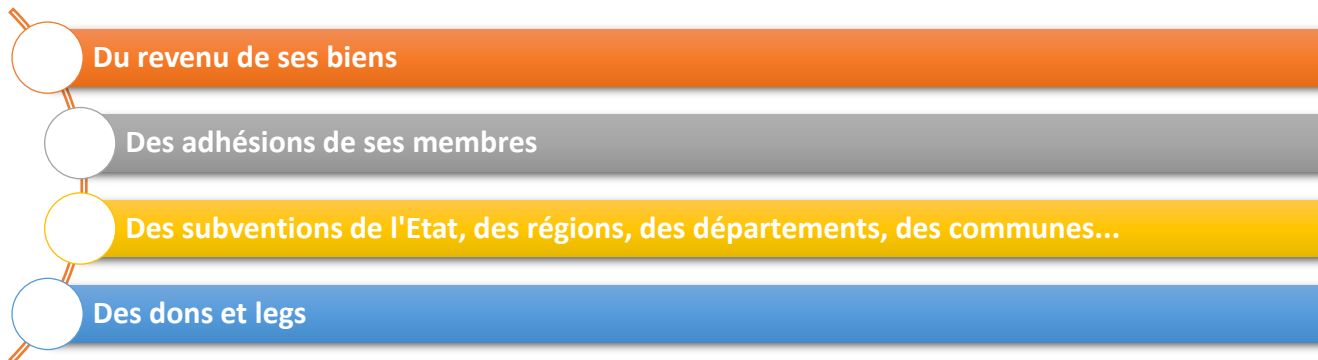 Du revenu de ses biens
Des adhésions de ses membres
Des subventions de l'Etat, des régions, des départements, des communes...
Des dons et legs